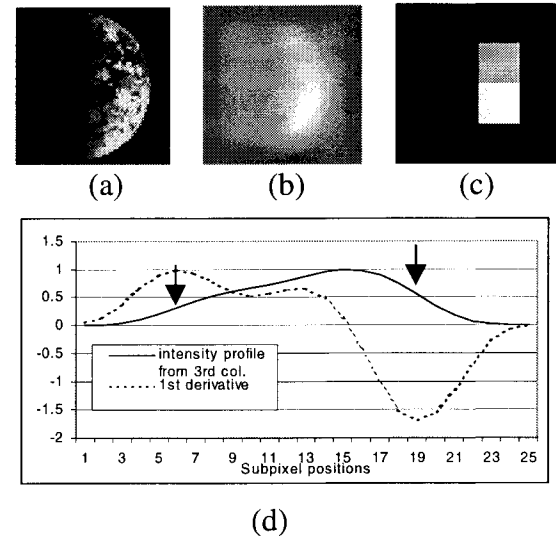 (a) (b) (c)
1.5
1
0.5
0
-0.5
-1
-1.5
-2
intensity profile
from 3rd col.
1st derivative
1 3 5 7 9 11 13 15 17 19 21 23 25
Subpixel positions
(d)